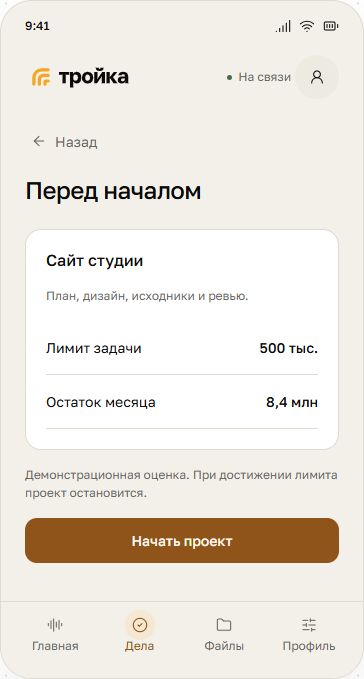 9:41
тройка
На связи
Назад
Перед началом
Сайт студии
План, дизайн, исходники и ревью.
Лимит задачи 500 тыс.
Остаток месяца 8,4 млн
Демонстрационная оценка. При достижении лимита
проект остановится.
Начать проект
Главная Дела Файлы Профиль